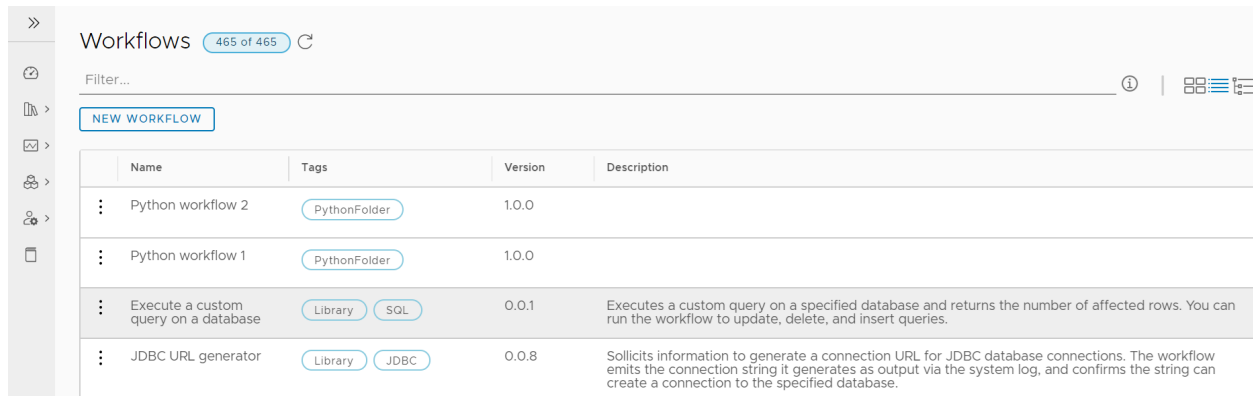 Workflows 465 of 465
Filter...
NEW WORKFLOW
Name Tags Version Description
Python workflow 2 PythonFolder 1.0.0
Python workflow 1 PythonFolder 1.0.0
Execute a custom Library SQL 0.0.1 Executes a custom query on a specified database and returns the number of affected rows. You can
query on a database run the workflow to update, delete, and insert queries.
JDBC URL generator Library JDBC 0.0.8 Sollicits information to generate a connection URL for JDBC database connections. The workflow
emits the connection string it generates as output via the system log, and confirms the string can
create a connection to the specified database.